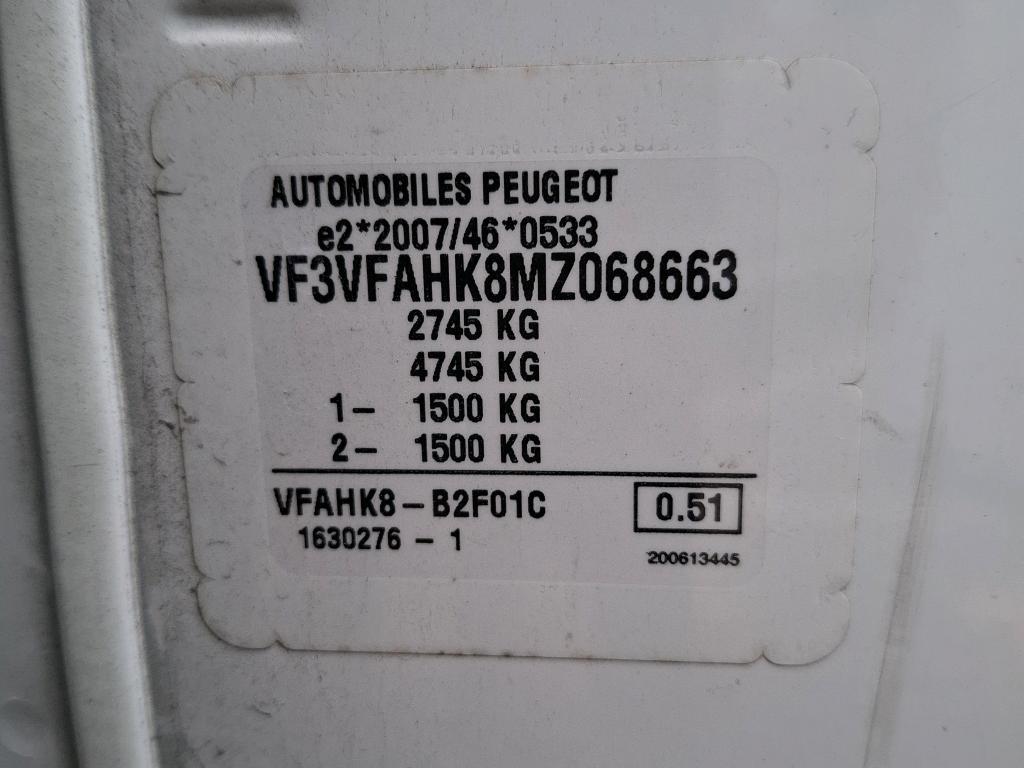 AUTOMOBILES PEUGEOT
e2*2007/46*0533
VF3VFAHK8MZ068663
2745 KG
4745 KG
1- 1500 KG
2- 1500 KG
VFAHK8-B2F01C
0.51
1630276 - 1
200613445